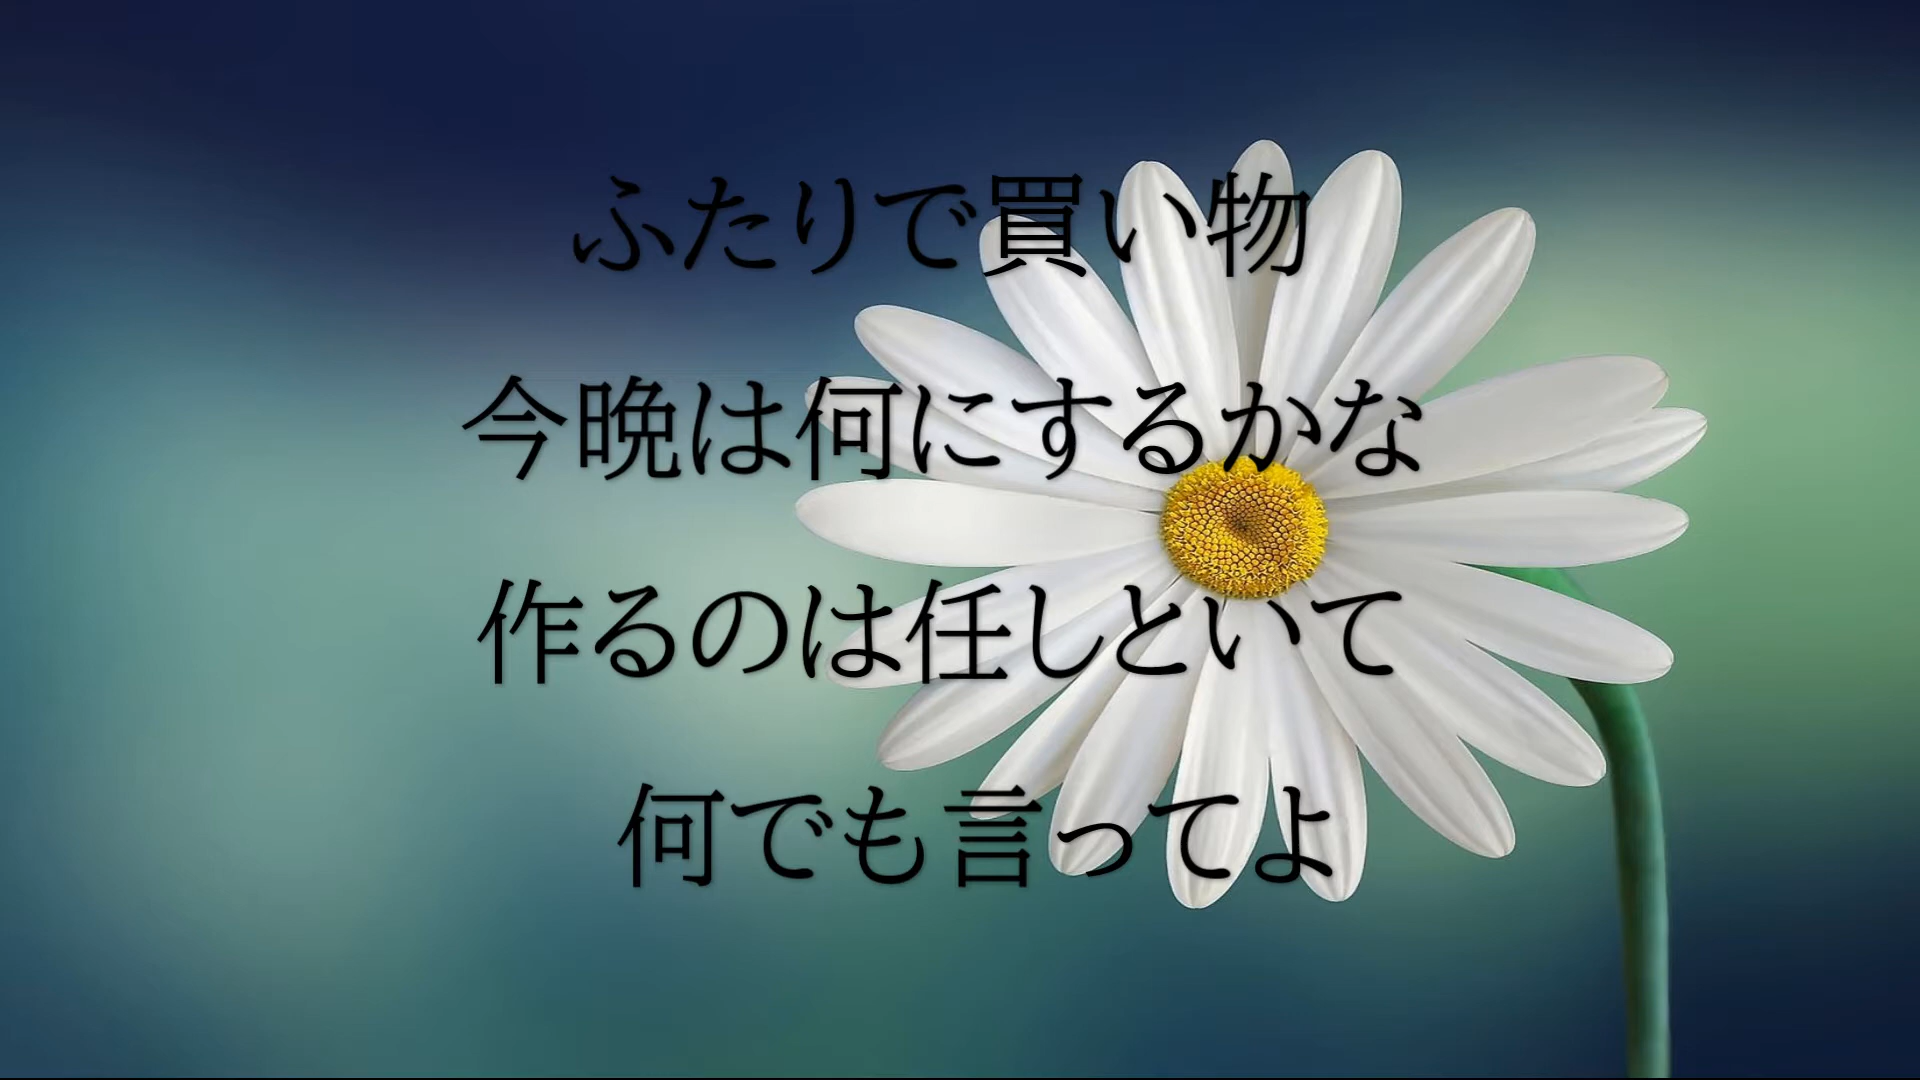 ふたりで買い物
今晩は何にするかな
作るのは任しといて
何でも言ってよ